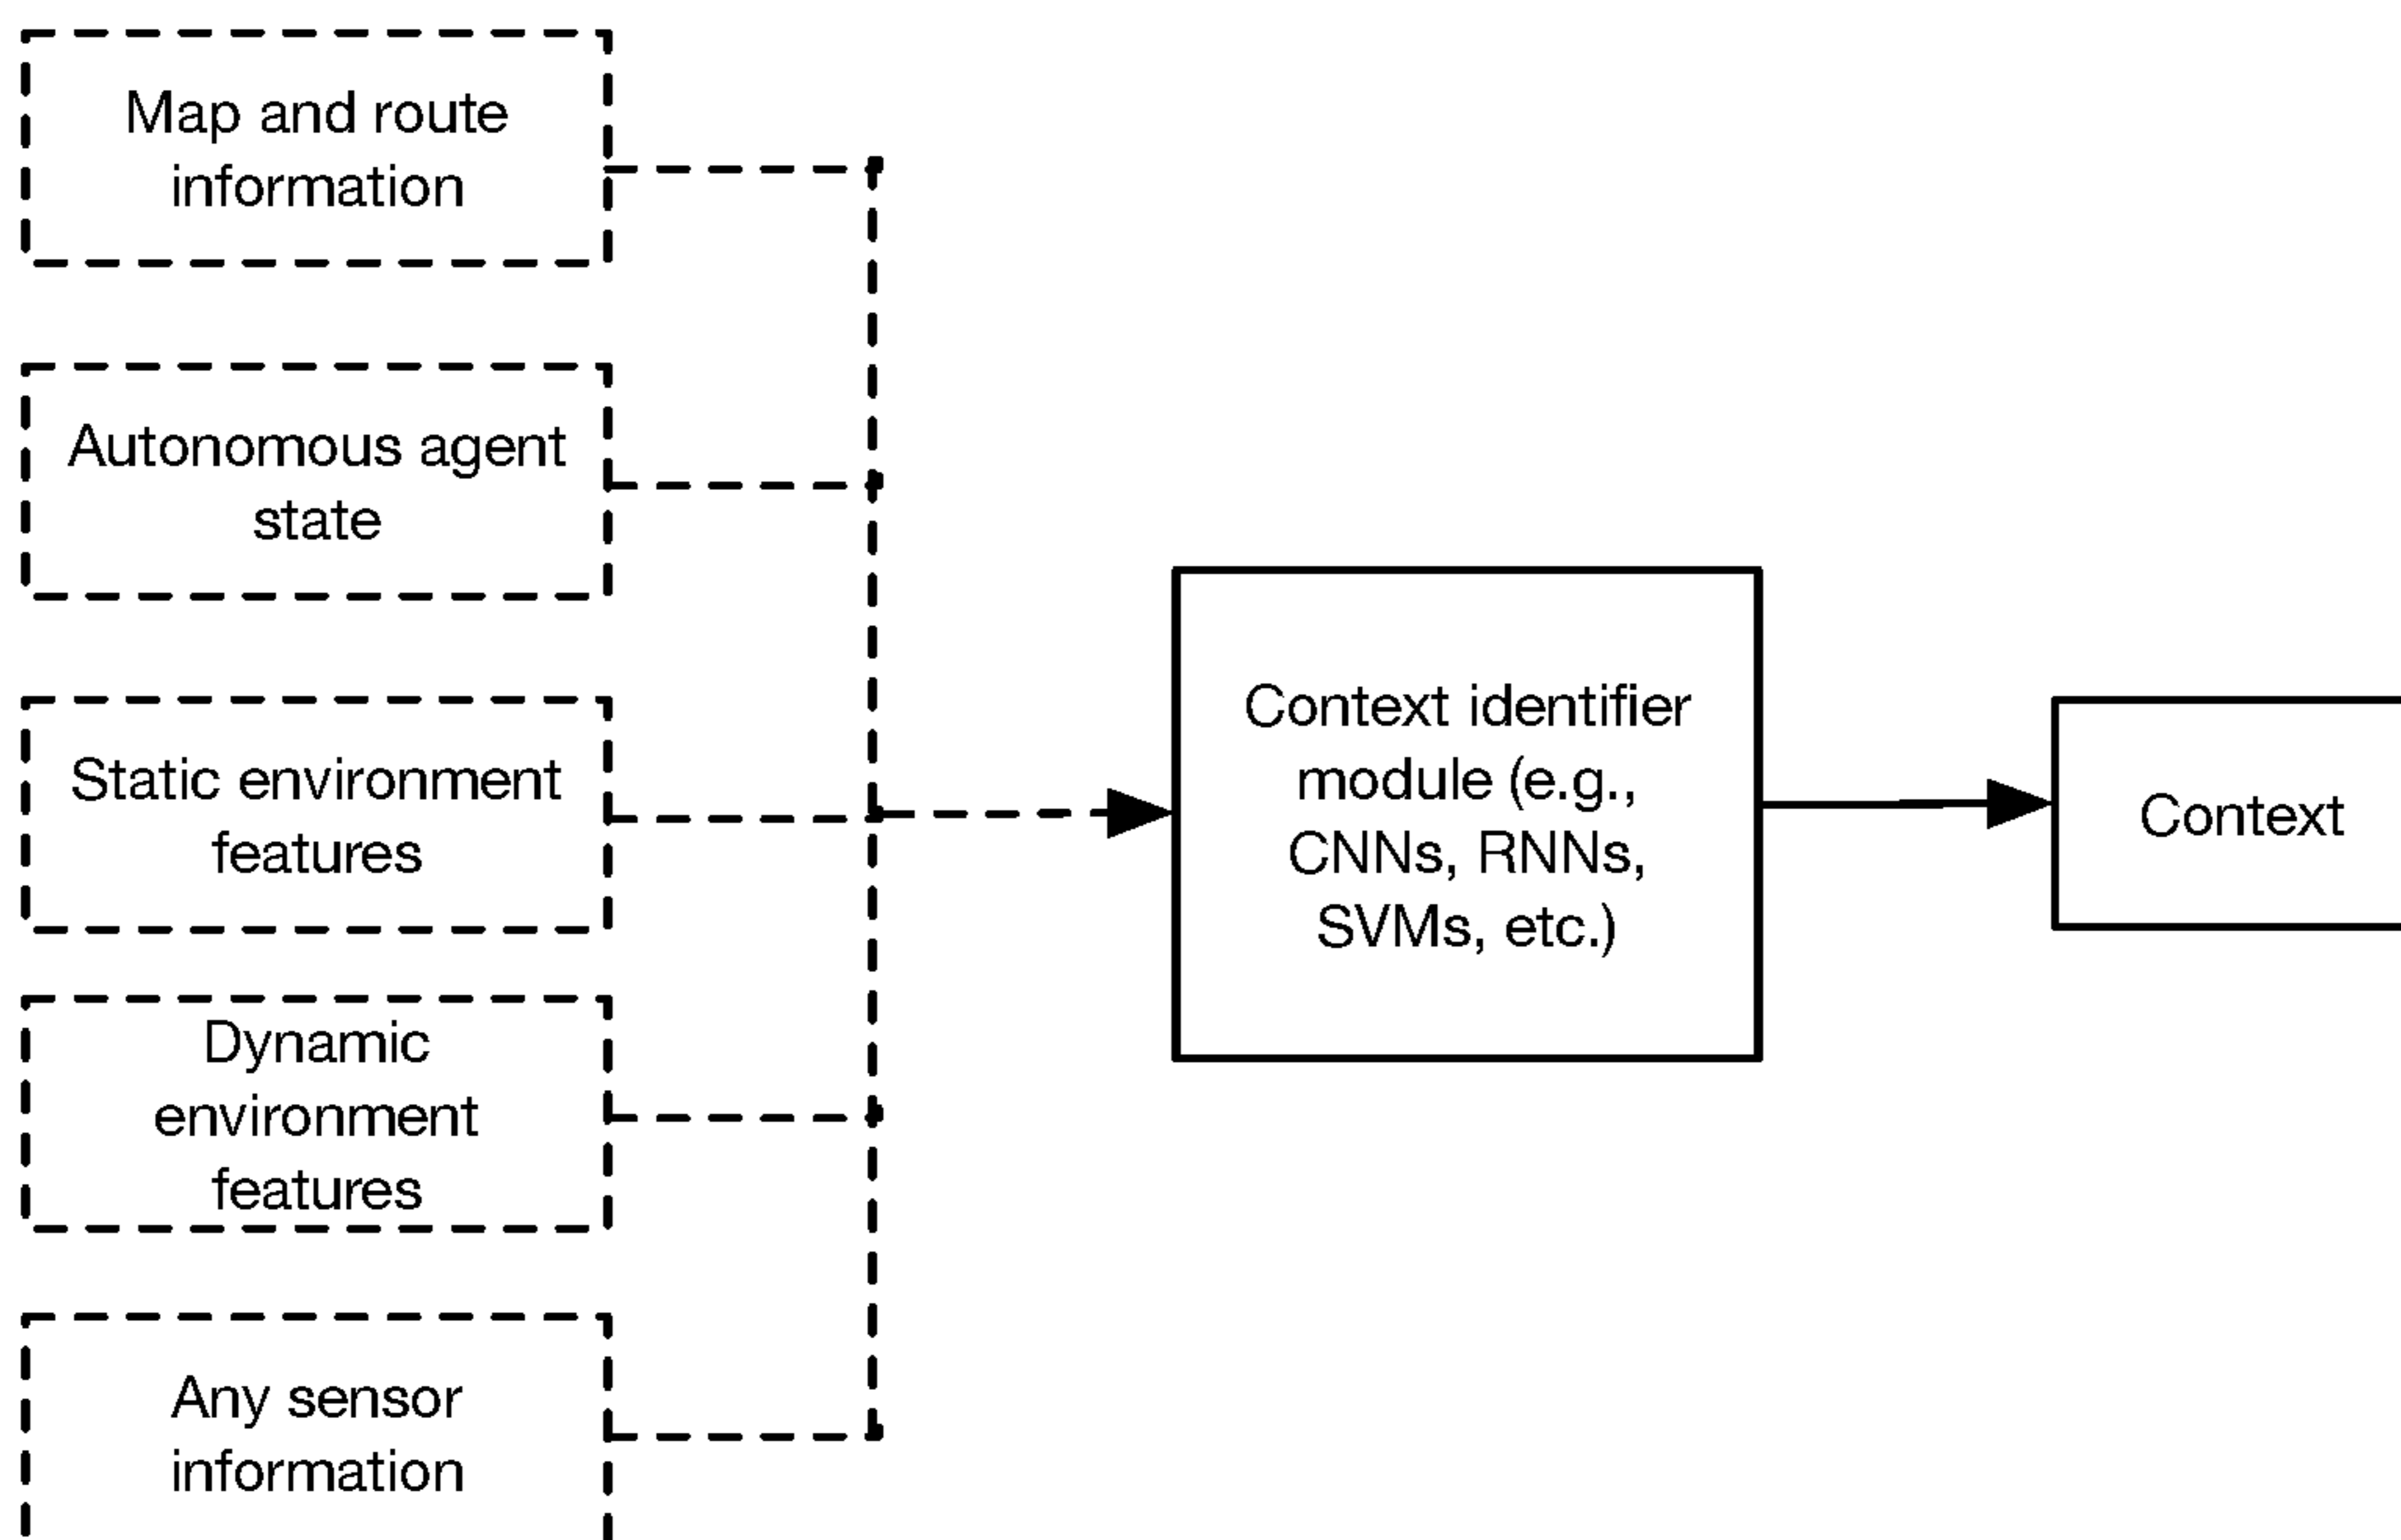 Map and route
information
Autonomous agent
state
Static environment
features
Dynamic
environment
features
Any sensor
information
Context identifier
module (e.g.,
CNNs, RNNs,
SVMs, etc.)
Context